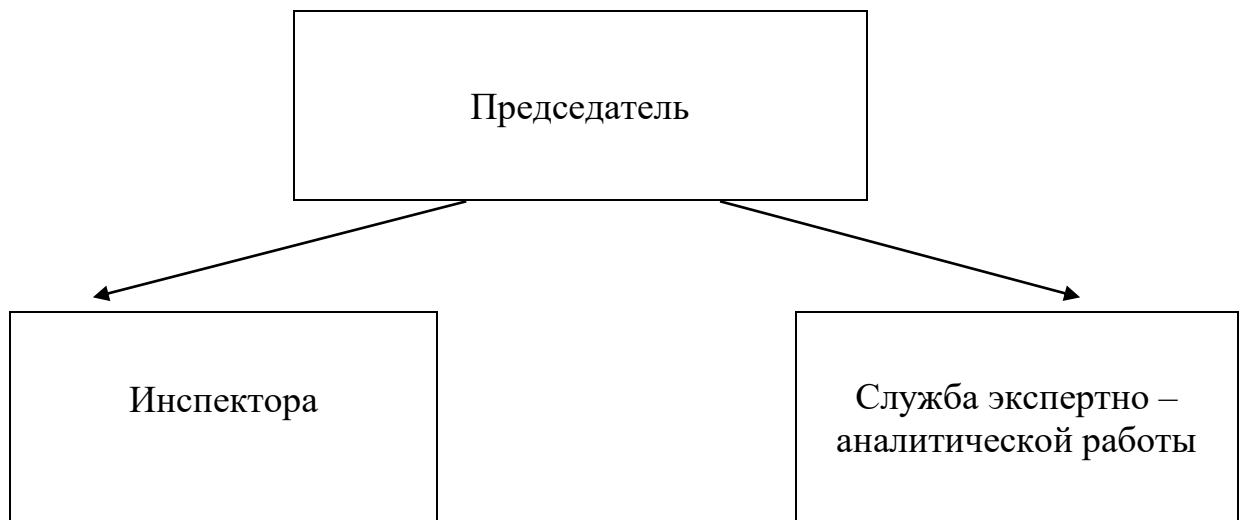 Председатель
Инспектора
Служба экспертно –
аналитической работы